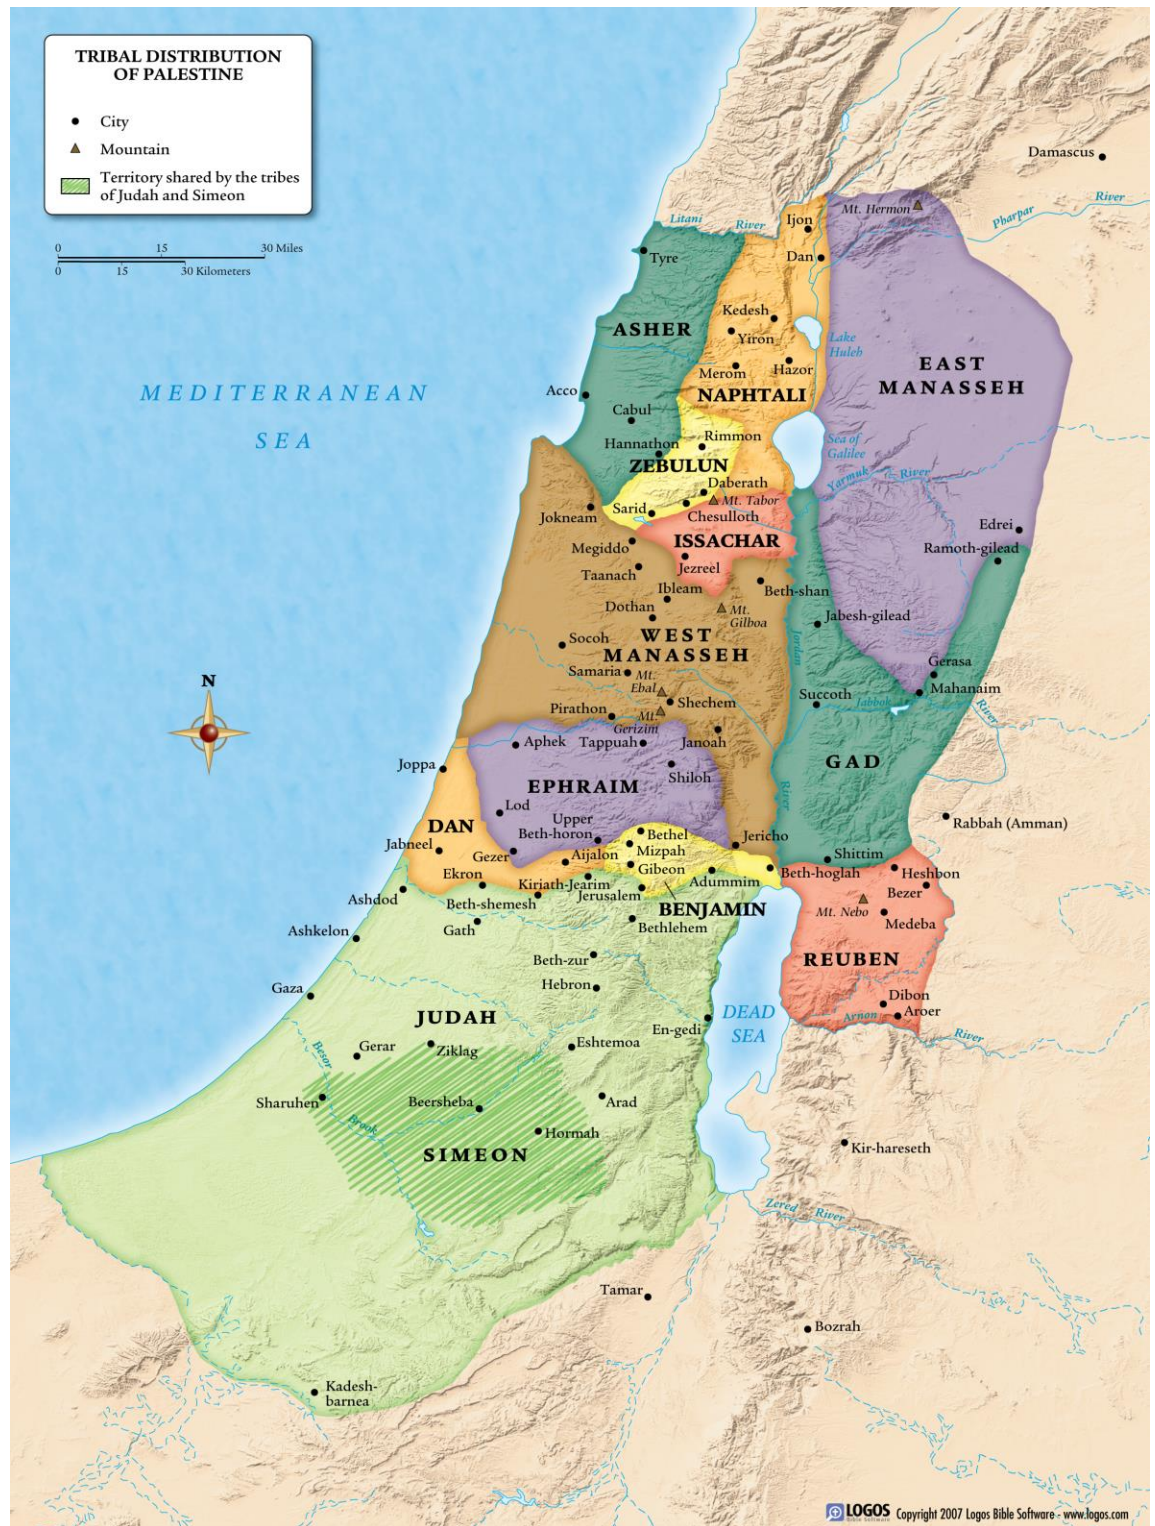 TRIBAL DISTRIBUTION
OF PALESTINE
City
Mountain
Territory shared by the tribes
of Judah and Simeon
0 15 30 Miles
0 15 30 Kilometers
Damascus
Pharpar River
Mt. Hermon
Litani River
Ijon
Dan
Tyre
Kedesh
Yiron
ASHER
Lake
Huleh
Merom
Hazor
EAST
MANASSEH
NAPHTALI
MEDITERRANEAN
SEA
Acco
Cabul
Hannathon
Rimmon
Sea of
Galilee
ZEBULUN
Yarmuk River
Daberath
Mt. Tabor
Jokneam
Sarid
Chesulloth
Edrei
ISSACHAR
Megiddo
Ramoth-gilead
Jezreel
Taanach
Ibleam
Beth-shan
Dothan
Mt.
Gilboa
Jabesh-gilead
Socoh
WEST
MANASSEH
Jordan
Samaria
Mt.
Ebal
Gerasa
Mahanaim
Shechem
Succoth
Jabbok
River
Pirathon
Mt.
Gerizim
N
Aphek
Tappuah
Janoah
Joppa
Shiloh
GAD
EPHRAIM
River
Lod
DAN
Upper
Beth-horon
Bethel
Jericho
Rabbah (Amman)
Jabneel
Gezer
Aijalon
Mizpah
Gibeon
Shittim
Ekron
Kiriath-Jearim
Adummim
Beth-hoglah
Heshbon
Ashdod
Beth-shemesh
Jerusalem
Bezer
BENJAMIN
Mt. Nebo
Gath
Bethlehem
Medeba
Ashkelon
Beth-zur
REUBEN
Gaza
Hebron
Dibon
JUDAH
DEAD
SEA
Aroer
Arnon River
En-gedi
Gerar
Ziklag
Eshtemoa
Besor
Brook
Sharuhen
Beersheba
Arad
Hormah
SIMEON
Kir-hareseth
Zered River
Tamar
Bozrah
Kadesh-
barnea
LOGOS
Bible Software
Copyright 2007 Logos Bible Software - www.logos.com